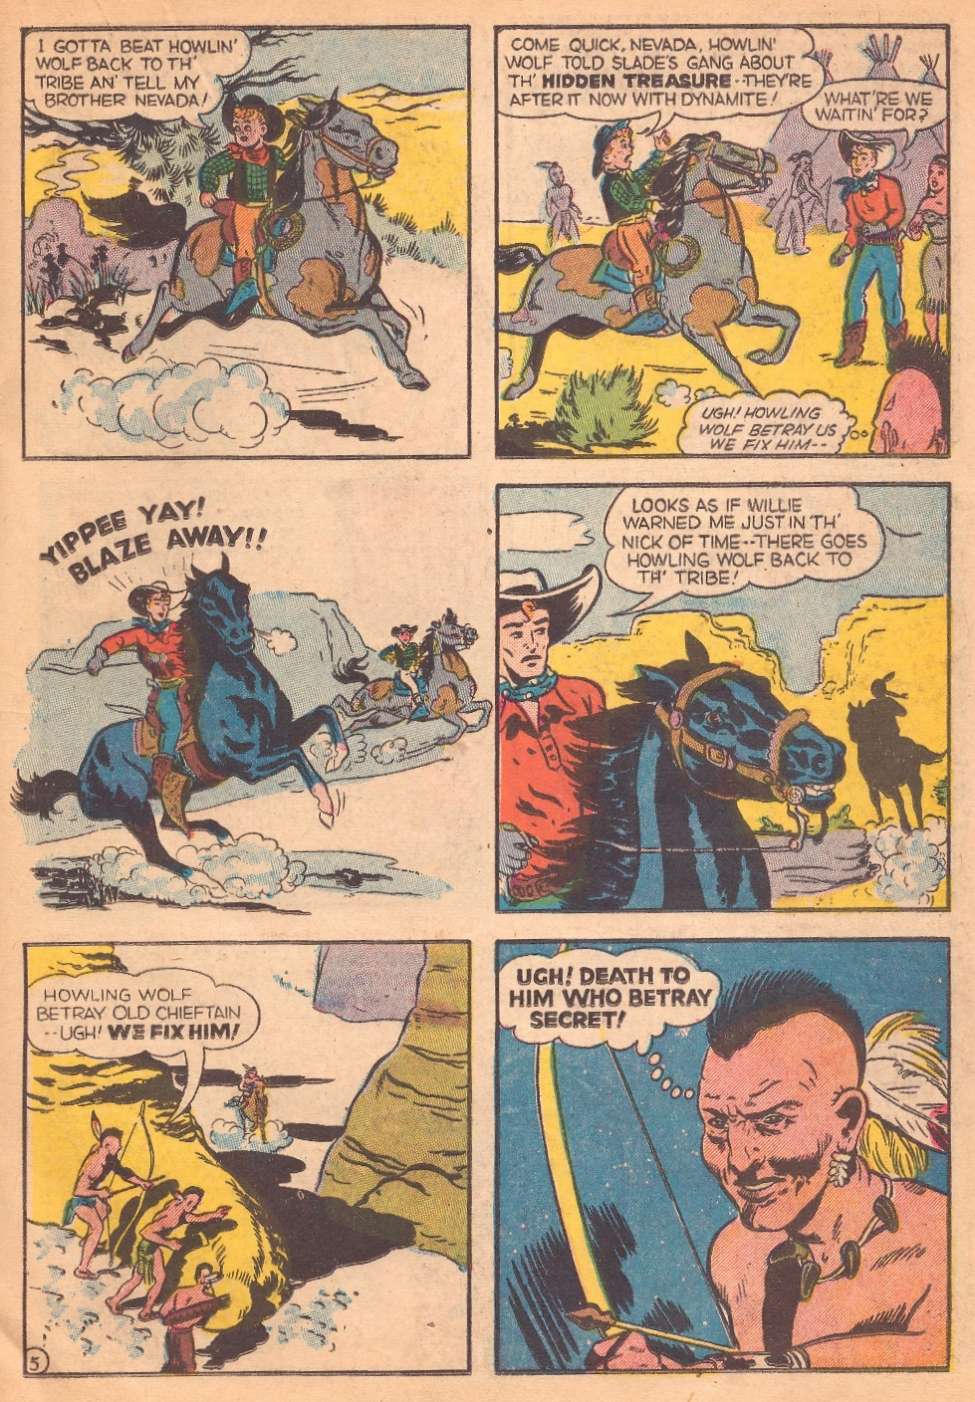 I GOTTA BEAT HOWLIN'
WOLF BACK TO TH'
TRIBE AN' TELL MY
BROTHER NEVADA!
COME QUICK, NEVADA, HOWLIN'
WOLF TOLD SLADE'S GANG ABOUT
TH' HIDDEN TREASURE--THEY'RE
AFTER IT NOW WITH DYNAMITE!
WHAT'RE WE
WAITIN' FOR?
UGH! HOWLING
WOLF BETRAY US
WE FIX HIM--
YIPPEE YAY!
BLAZE AWAY!!
LOOKS AS IF WILLIE
WARNED ME JUST IN TH'
NICK OF TIME--THERE GOES
HOWLING WOLF BACK TO
TH' TRIBE!
HOWLING WOLF
BETRAY OLD CHIEFTAIN
--UGH! WE FIX HIM!
5
UGH! DEATH TO
HIM WHO BETRAY
SECRET!